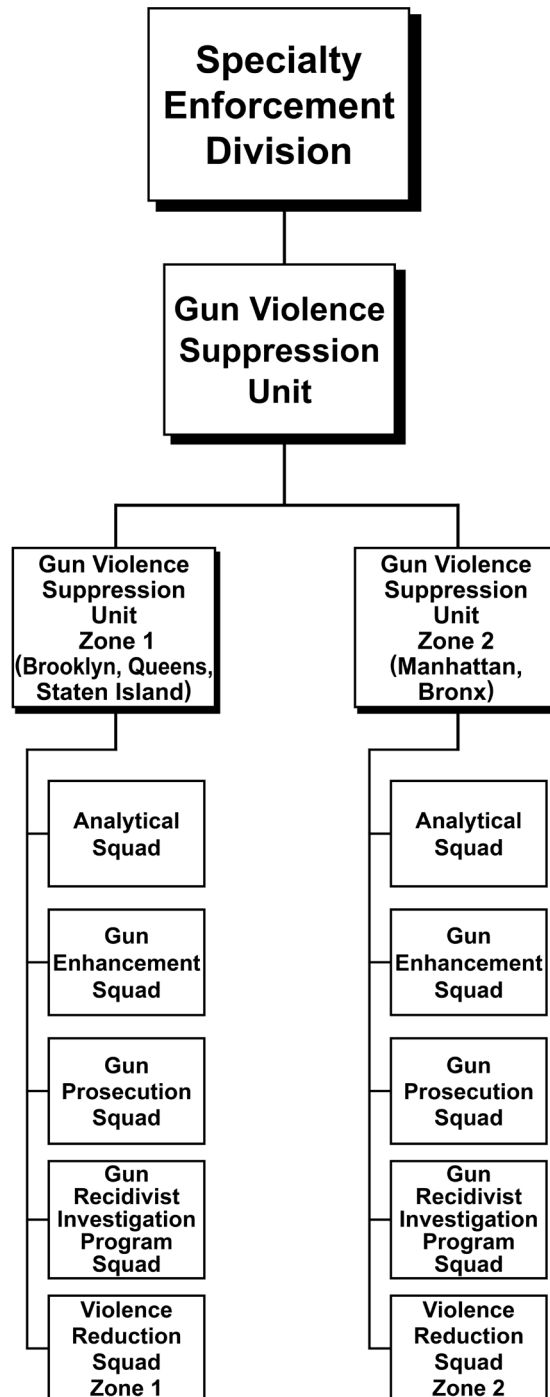 Specialty
Enforcement
Division
Gun Violence
Suppression
Unit
Gun Violence
Suppression
Unit
Zone 1
(Brooklyn, Queens,
Staten Island)
Analytical
Squad
Gun
Enhancement
Squad
Gun
Prosecution
Squad
Gun
Recidivist
Investigation
Program
Squad
Violence
Reduction
Squad
Zone 1
Gun Violence
Suppression
Unit
Zone 2
(Manhattan,
Bronx)
Analytical
Squad
Gun
Enhancement
Squad
Gun
Prosecution
Squad
Gun
Recidivist
Investigation
Program
Squad
Violence
Reduction
Squad
Zone 2